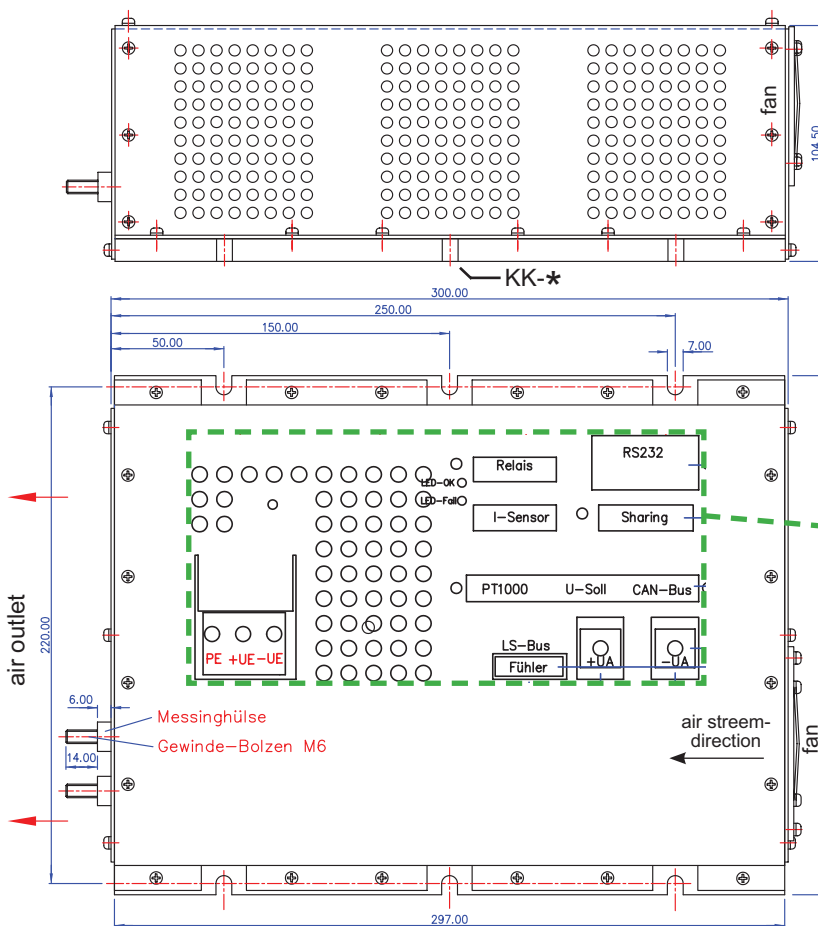 fan
104.50
KK-*
300.00
250.00
150.00
50.00
7.00
RS232
Relais
LED-OK
LED-Fail
I-Sensor
Sharing
PT1000 U-Soll CAN-Bus
LS-Bus
PE +UE -UE
Fühler
+UA
-UA
air outlet
220.00
6.00
Messinghülse
Gewinde-Bolzen M6
14.00
air streem-
direction
fan
297.00